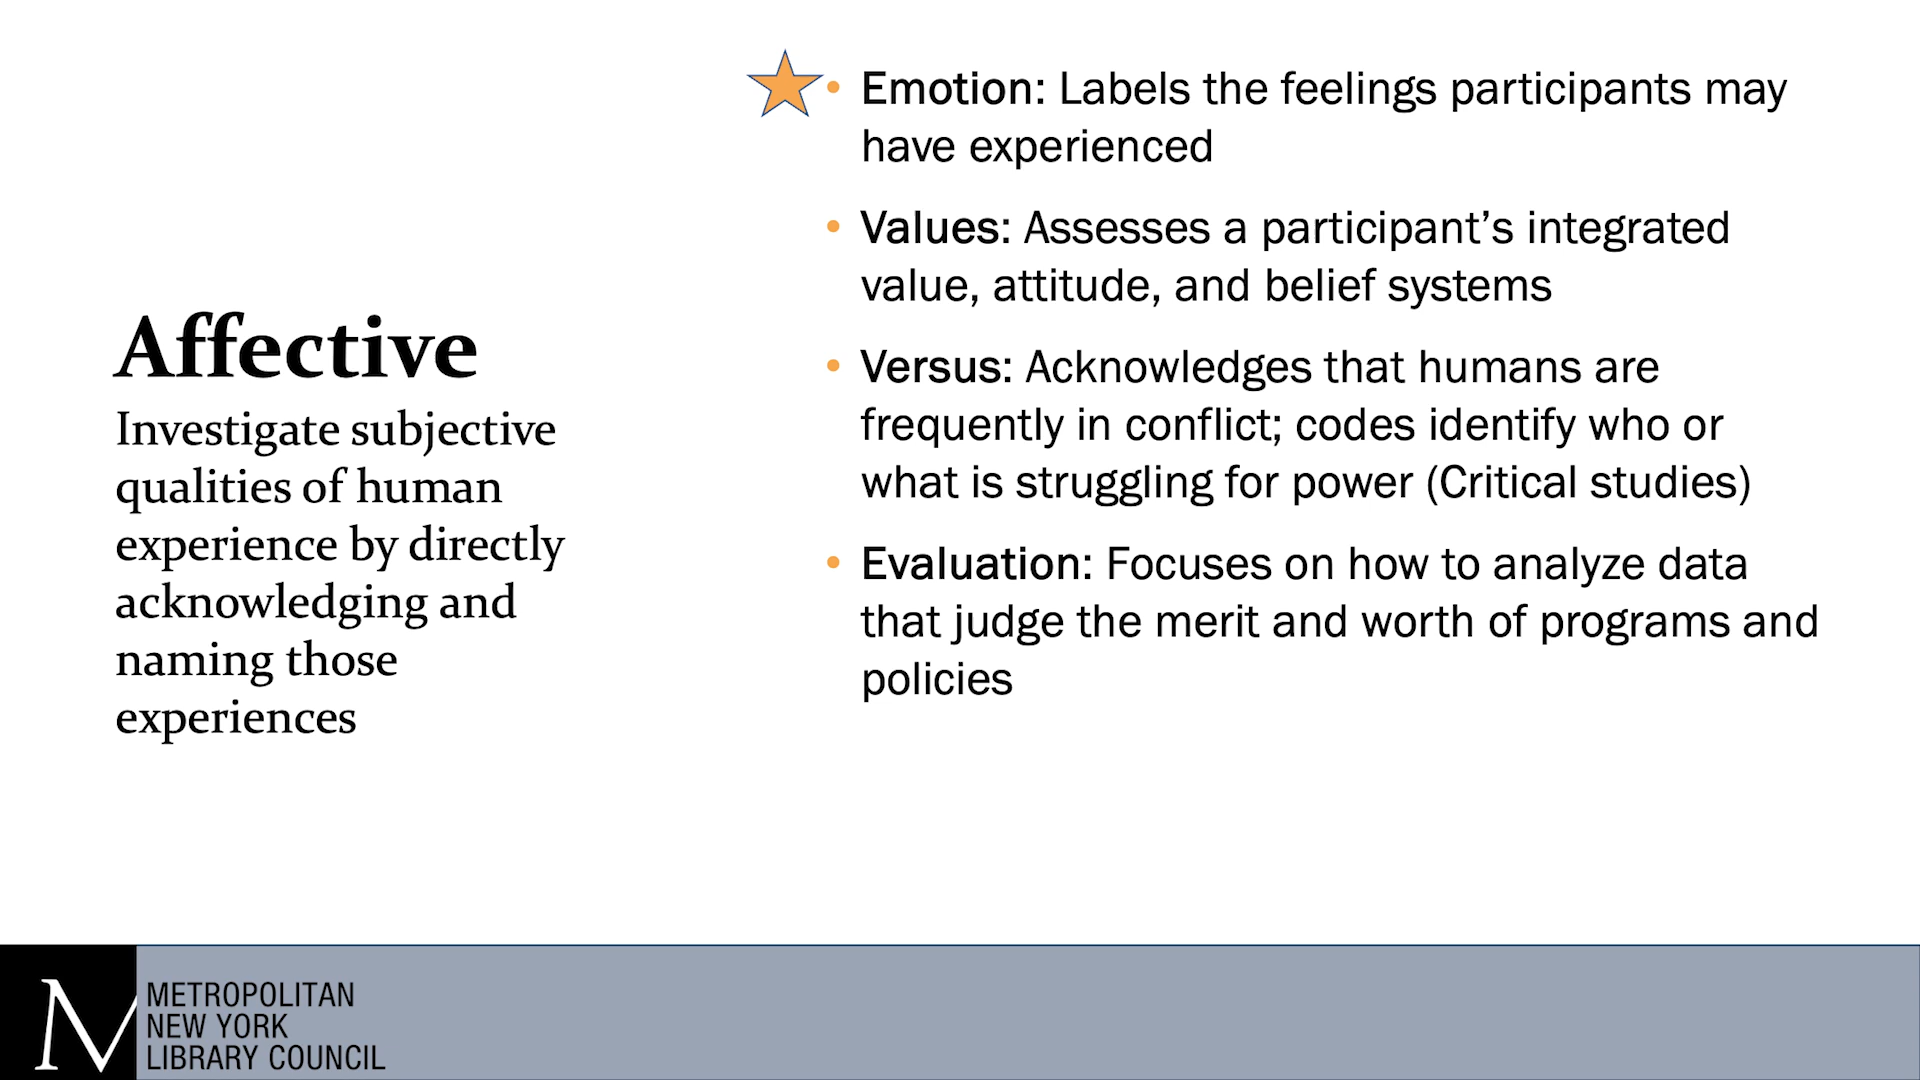 Affective
Investigate subjective
qualities of human
experience by directly
acknowledging and
naming those
experiences
• Emotion: Labels the feelings participants may
have experienced
• Values: Assesses a participant’s integrated
value, attitude, and belief systems
• Versus: Acknowledges that humans are
frequently in conflict; codes identify who or
what is struggling for power (Critical studies)
• Evaluation: Focuses on how to analyze data
that judge the merit and worth of programs and
policies
M
METROPOLITAN
NEW YORK
LIBRARY COUNCIL